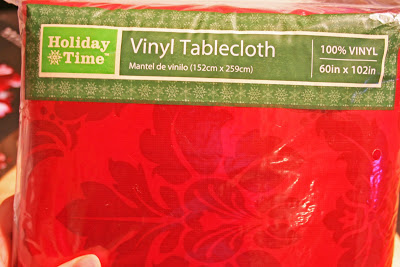 Holiday
Time
Vinyl Tablecloth
Mantel de vinilo (152cm x 259cm)
100% VINYL
60in x 102in